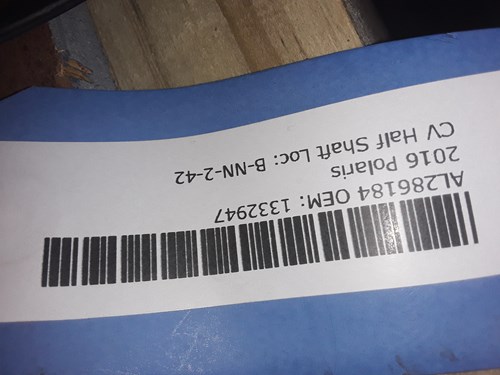 AL286184 OEM: 1332947
2016 Polaris
CV Half Shaft Loc: B-NN-2-42